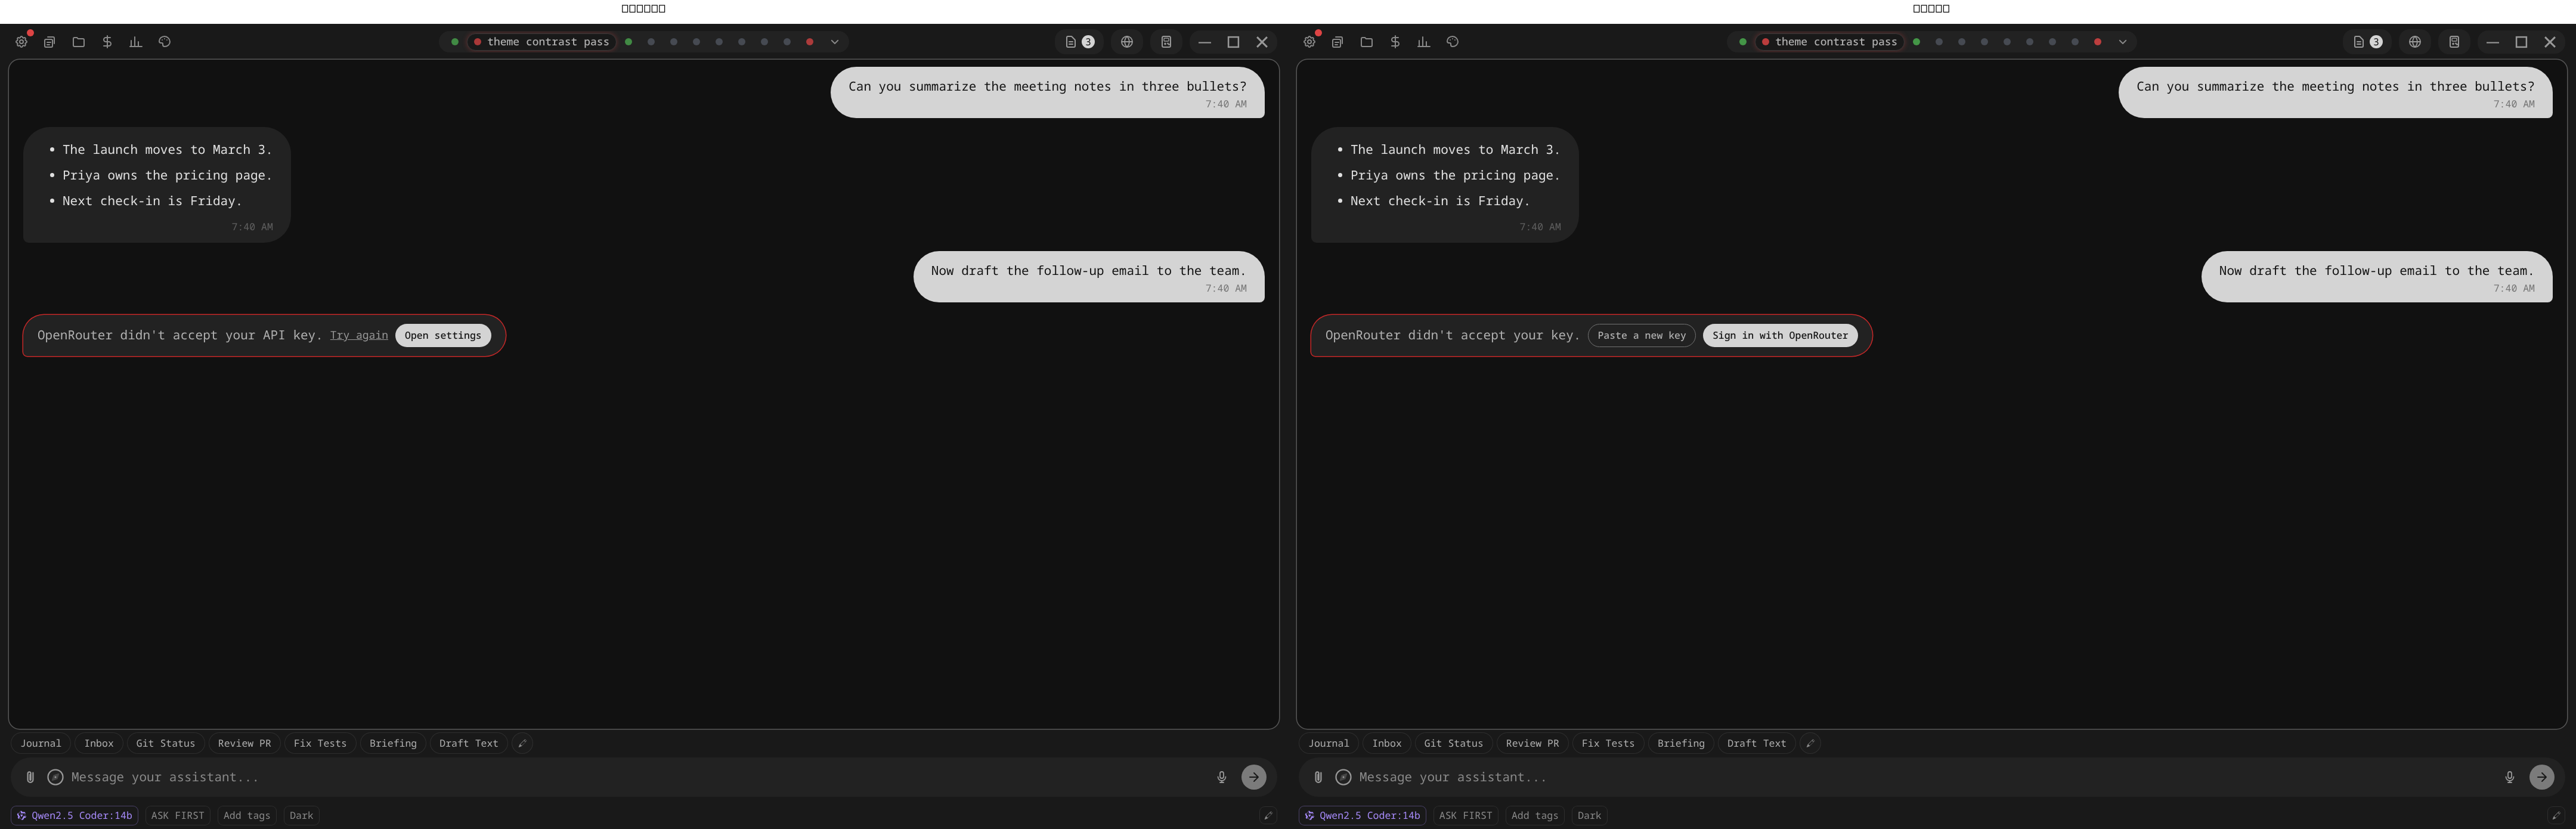 theme contrast pass
3
Can you summarize the meeting notes in three bullets?
7:40 AM
• The launch moves to March 3.
• Priya owns the pricing page.
• Next check-in is Friday.
7:40 AM
Now draft the follow-up email to the team.
7:40 AM
OpenRouter didn't accept your API key. Try again Open settings
Journal Inbox Git Status Review PR Fix Tests Briefing Draft Text
Message your assistant...
Qwen2.5 Coder:14b ASK FIRST Add tags Dark
theme contrast pass
3
Can you summarize the meeting notes in three bullets?
7:40 AM
• The launch moves to March 3.
• Priya owns the pricing page.
• Next check-in is Friday.
7:40 AM
Now draft the follow-up email to the team.
7:40 AM
OpenRouter didn't accept your key. Paste a new key Sign in with OpenRouter
Journal Inbox Git Status Review PR Fix Tests Briefing Draft Text
Message your assistant...
Qwen2.5 Coder:14b ASK FIRST Add tags Dark